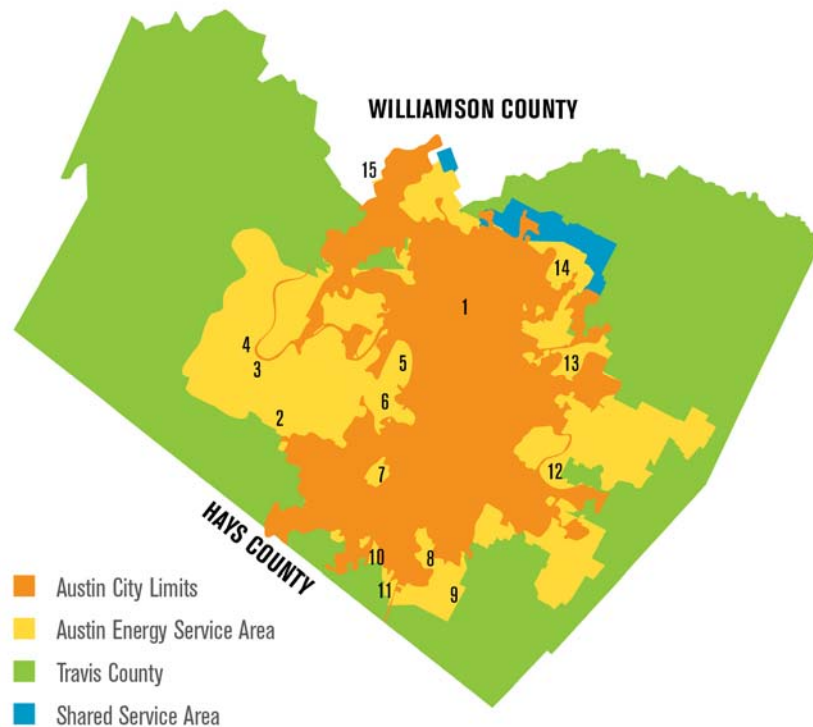 WILLIAMSON COUNTY
15
14
1
4
3
5
13
6
2
7
12
HAYS COUNTY
10
8
11
9
Austin City Limits
Austin Energy Service Area
Travis County
Shared Service Area